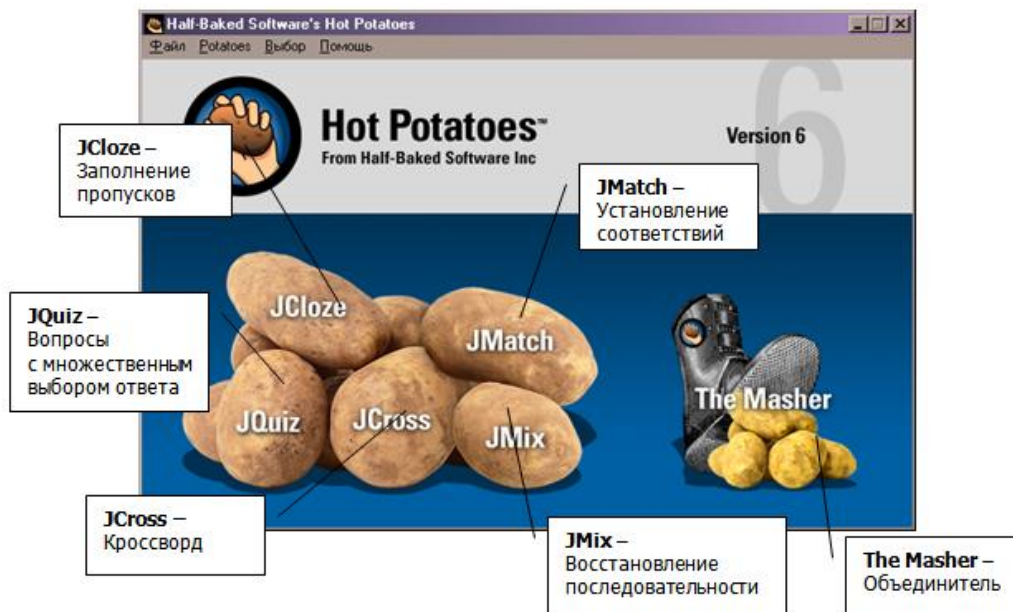 Half-Baked Software's Hot Potatoes
Файл Potatoes Выбор Помощь
Hot Potatoes™
From Half-Baked Software Inc
Version 6
6
JCloze –
Заполнение
пропусков
JMatch –
Установление
соответствий
JQuiz –
Вопросы
с множественным
выбором ответа
JCloze
JMatch
The Masher
JQuiz
JCross
JMix
JCross –
Кроссворд
JMix –
Восстановление
последовательности
The Masher –
Объединитель